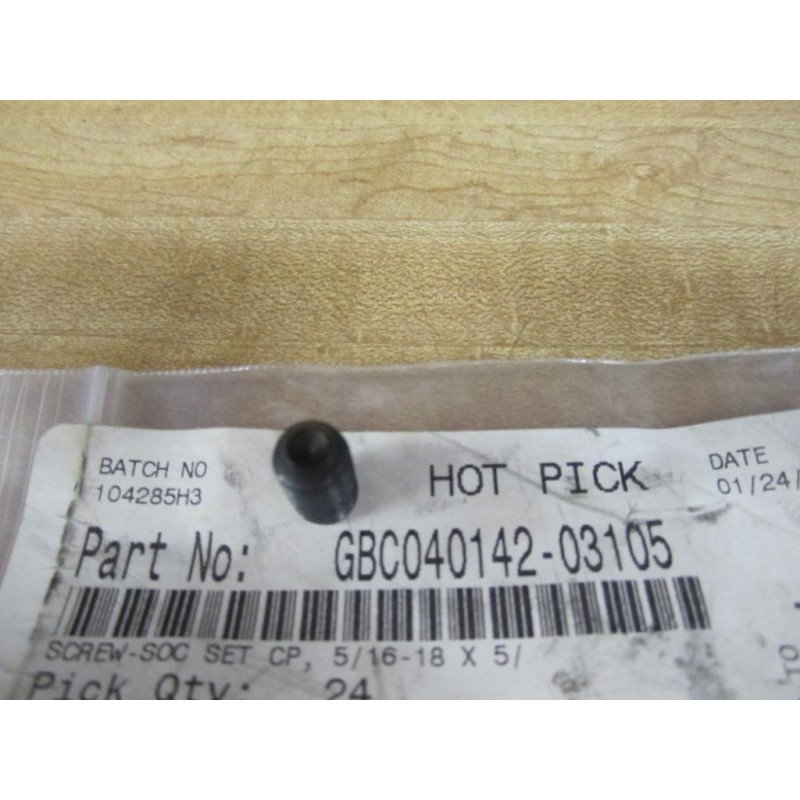 BATCH NO
104285H3
HOT PICK
DATE
01/24/
Part No: GBC040142-03105
SCREW-SOC SET CP, 5/16-18 X 5/
Pick Qty: 24
TO